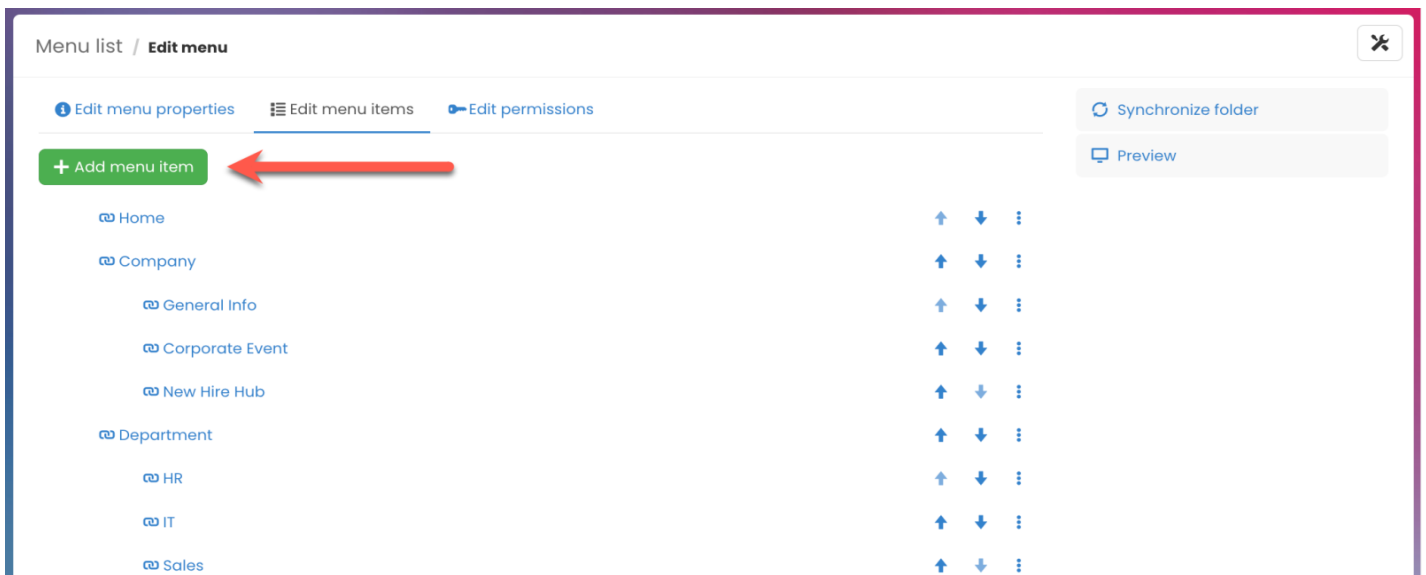 Menu list / Edit menu
Edit menu properties Edit menu items Edit permissions
Synchronize folder
Preview
+ Add menu item
Home
Company
General Info
Corporate Event
New Hire Hub
Department
HR
IT
Sales